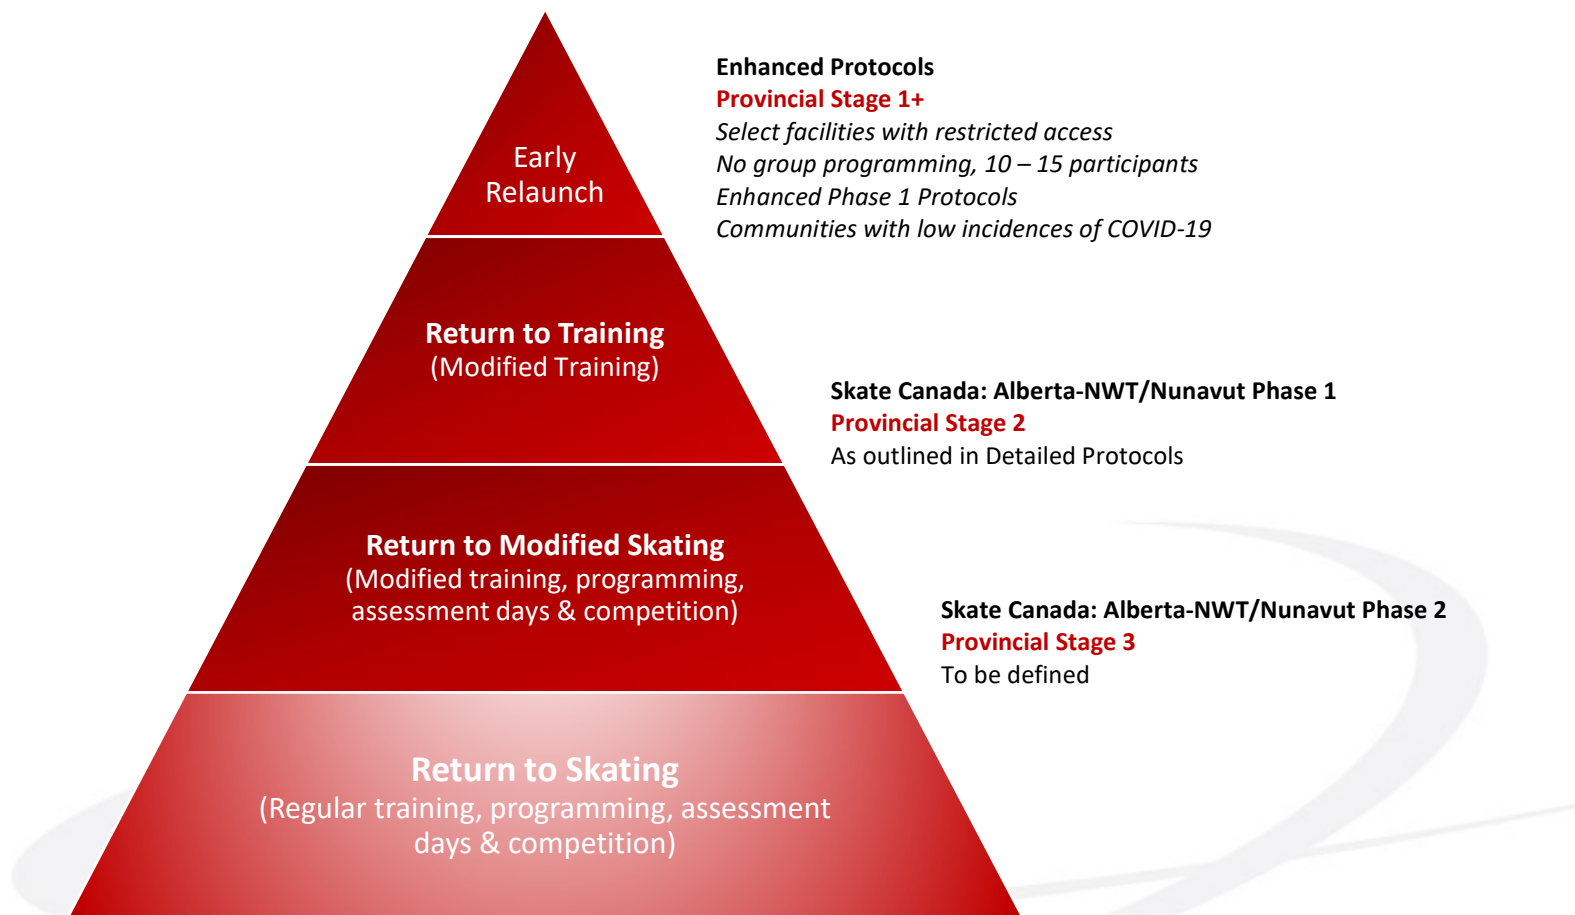 Early
Relaunch
Enhanced Protocols
Provincial Stage 1+
Select facilities with restricted access
No group programming, 10 – 15 participants
Enhanced Phase 1 Protocols
Communities with low incidences of COVID-19
Return to Training
(Modified Training)
Skate Canada: Alberta-NWT/Nunavut Phase 1
Provincial Stage 2
As outlined in Detailed Protocols
Return to Modified Skating
(Modified training, programming,
assessment days & competition)
Skate Canada: Alberta-NWT/Nunavut Phase 2
Provincial Stage 3
To be defined
Return to Skating
(Regular training, programming, assessment
days & competition)